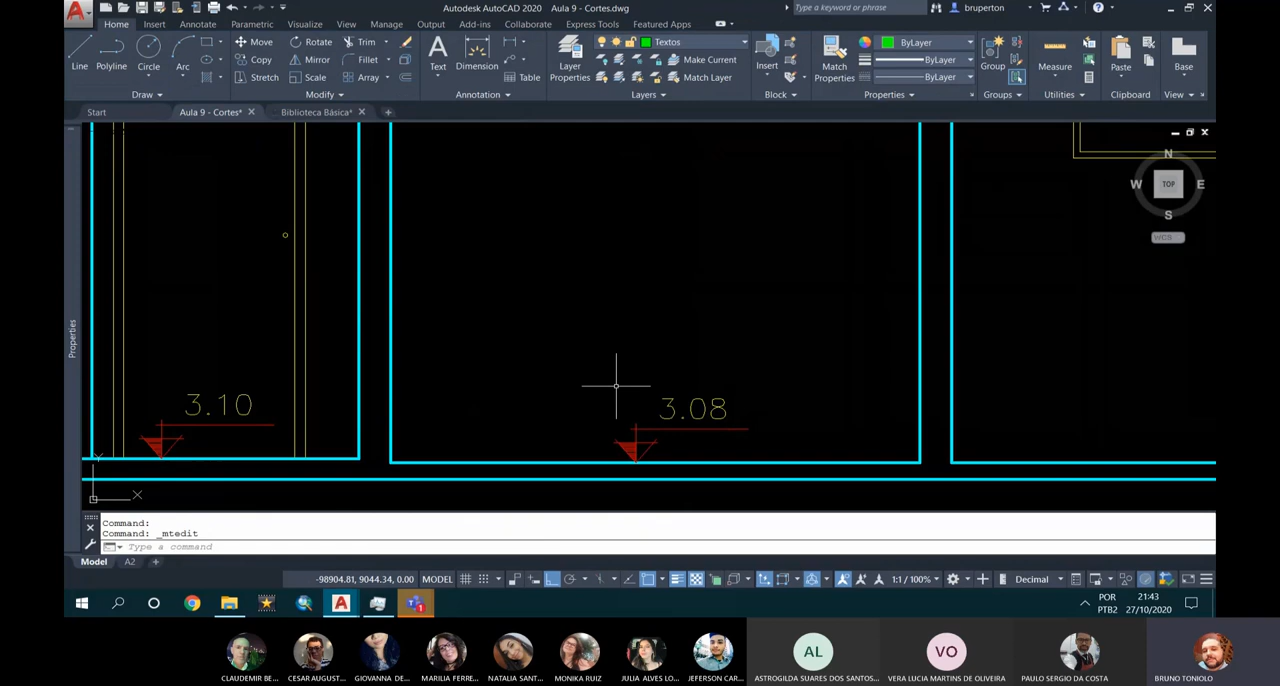 Autodesk AutoCAD 2020 Aula 9 - Cortes.dwg
Type a keyword or phrase
bruperton
Home Insert Annotate Parametric Visualize View Manage Output Add-ins Collaborate Express Tools Featured Apps
Line Polyline Circle Arc
Move Rotate Trim
Copy Mirror Fillet
Stretch Scale Array
Text Dimension Table
Layer Properties
Textos
Make Current
Match Layer
Insert
Match Properties
ByLayer
ByLayer
ByLayer
Group
Measure
Paste
Base
Draw Modify Annotation Layers Block Properties Groups Utilities Clipboard View
Start Aula 9 - Cortes* Biblioteca Básica*
N
W TOP E
S
WCS
Properties
3.10
3.08
X
Command:
Command: _mtedit
Type a command
Model A2
-98904.81, 9044.34, 0.00 MODEL 1:1 / 100% Decimal
POR
PTB2
21:43
27/10/2020
AL
VO
CLAUDEMIR BE... CESAR AUGUST... GIOVANNA DE... MARILIA FERRE... NATALIA SANT... MONIKA RUIZ JULIA ALVES LO... JEFERSON CAR... ASTROGILDA SUARES DOS SANTOS... VERA LUCIA MARTINS DE OLIVEIRA PAULO SERGIO DA COSTA BRUNO TONIOLO